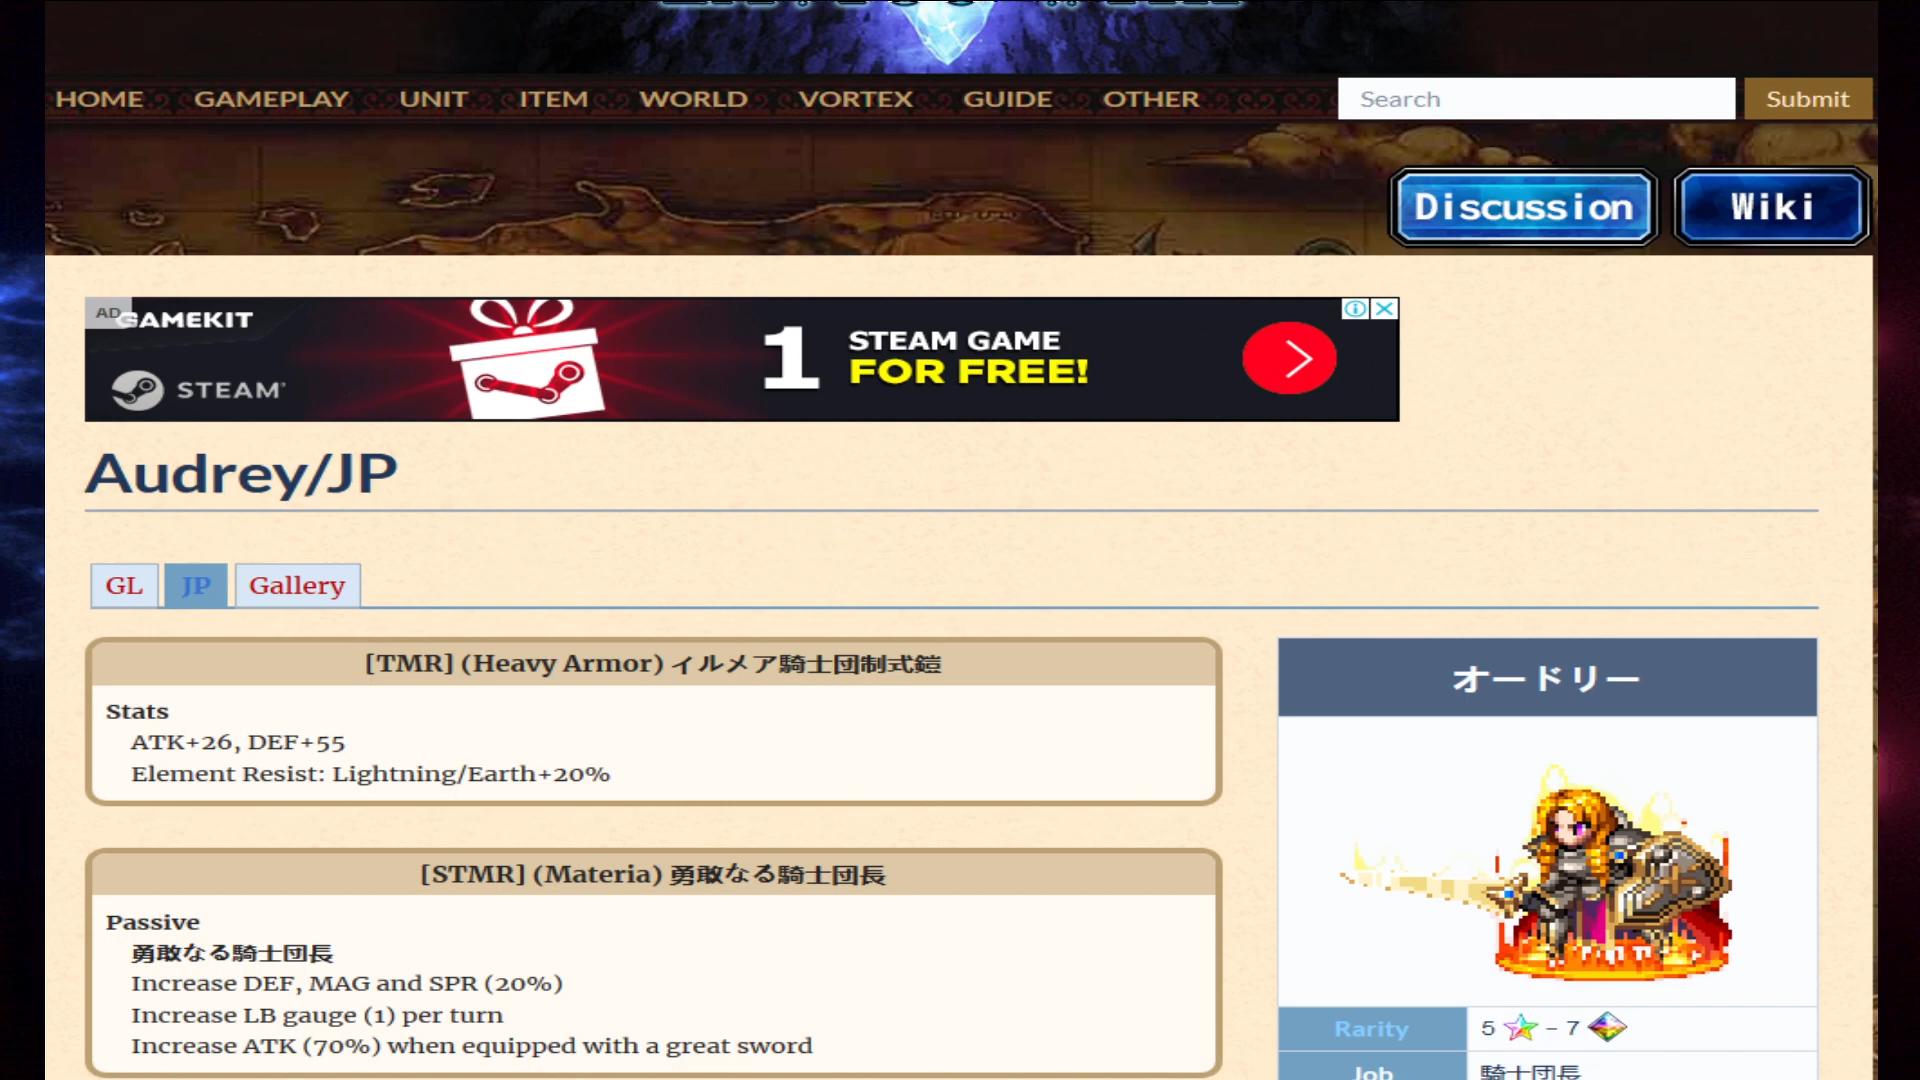 HOME
GAMEPLAY
UNIT
ITEM
WORLD
VORTEX
GUIDE
OTHER
Search
Submit
Discussion
Wiki
AD
GAMEKIT
STEAM
1
STEAM GAME
FOR FREE!
Audrey/JP
GL
JP
Gallery
[TMR] (Heavy Armor) イルメア騎士団制式鎧
Stats
ATK+26, DEF+55
Element Resist: Lightning/Earth+20%
[STMR] (Materia) 勇敢なる騎士団長
Passive
勇敢なる騎士団長
Increase DEF, MAG and SPR (20%)
Increase LB gauge (1) per turn
Increase ATK (70%) when equipped with a great sword
オードリー
Rarity
5 – 7
Job
騎士団長